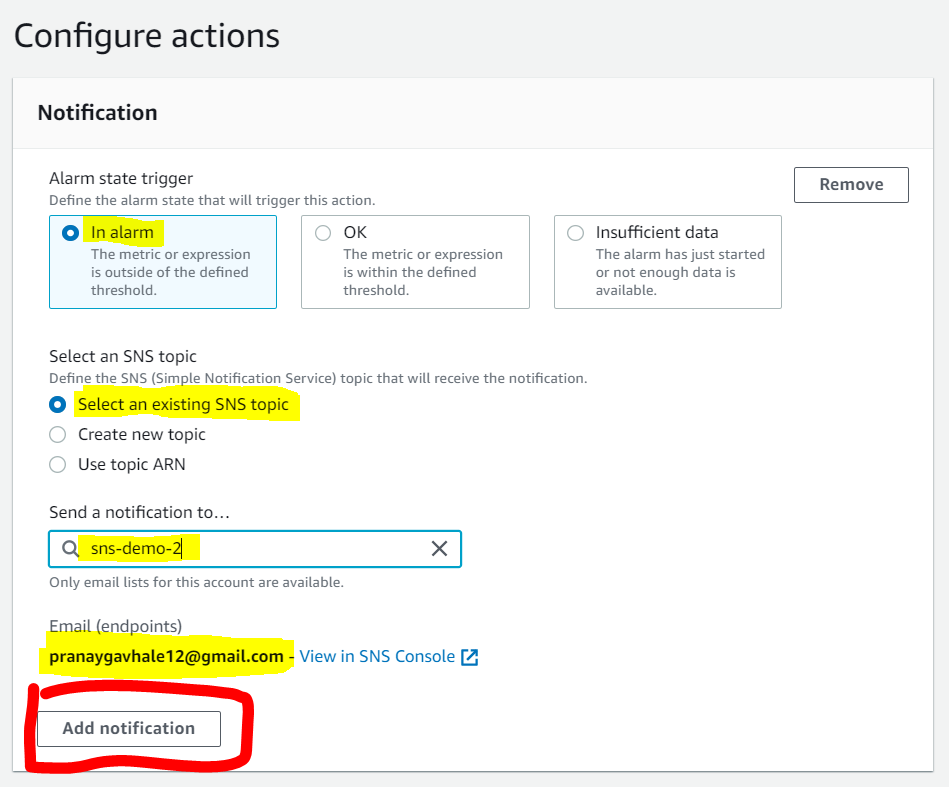 Configure actions
Notification
Alarm state trigger
Define the alarm state that will trigger this action.
Remove
In alarm
The metric or expression
is outside of the defined
threshold.
OK
The metric or expression
is within the defined
threshold.
Insufficient data
The alarm has just started
or not enough data is
available.
Select an SNS topic
Define the SNS (Simple Notification Service) topic that will receive the notification.
Select an existing SNS topic
Create new topic
Use topic ARN
Send a notification to…
sns-demo-2
Only email lists for this account are available.
Email (endpoints)
pranaygavhale12@gmail.com - View in SNS Console
Add notification